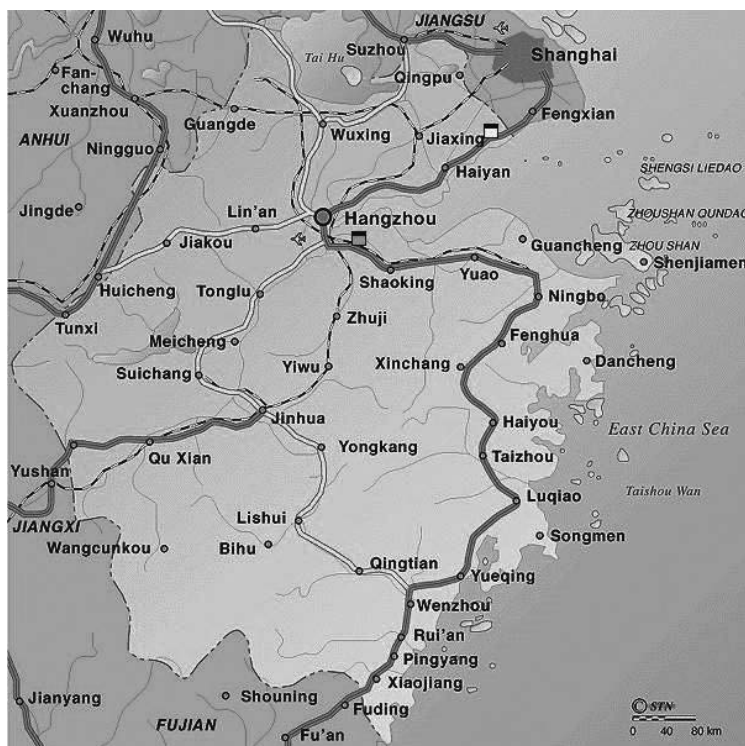 JIANGSU
Wuhu
Suzhou
Shanghai
Tai Hu
Fan-
chang
Qingpu
Xuanzhou
Guangde
Fengxian
Wuxing
Jiaxing
ANHUI
Ningguo
Haiyan
SHENGSI LIEDAO
Jingde
Lin'an
Hangzhou
ZHOUSHAN QUNDAO
Jiakou
Guancheng
ZHOU SHAN
Shenjiamen
Yuao
Shaoking
Huicheng
Tonglu
Ningbo
Tunxi
Zhuji
Meicheng
Fenghua
Suichang
Yiwu
Xinchang
Dancheng
Jinhua
Haiyou
East China Sea
Yongkang
Qu Xian
Taizhou
Yushan
Taishou Wan
Luqiao
JIANGXI
Lishui
Wangcunkou
Bihu
Songmen
Qingtian
Yueqing
Wenzhou
Rui'an
Pingyang
Xiaojiang
Jianyang
Shouning
Fuding
STN
FUJIAN
Fu'an
0 40 80 km